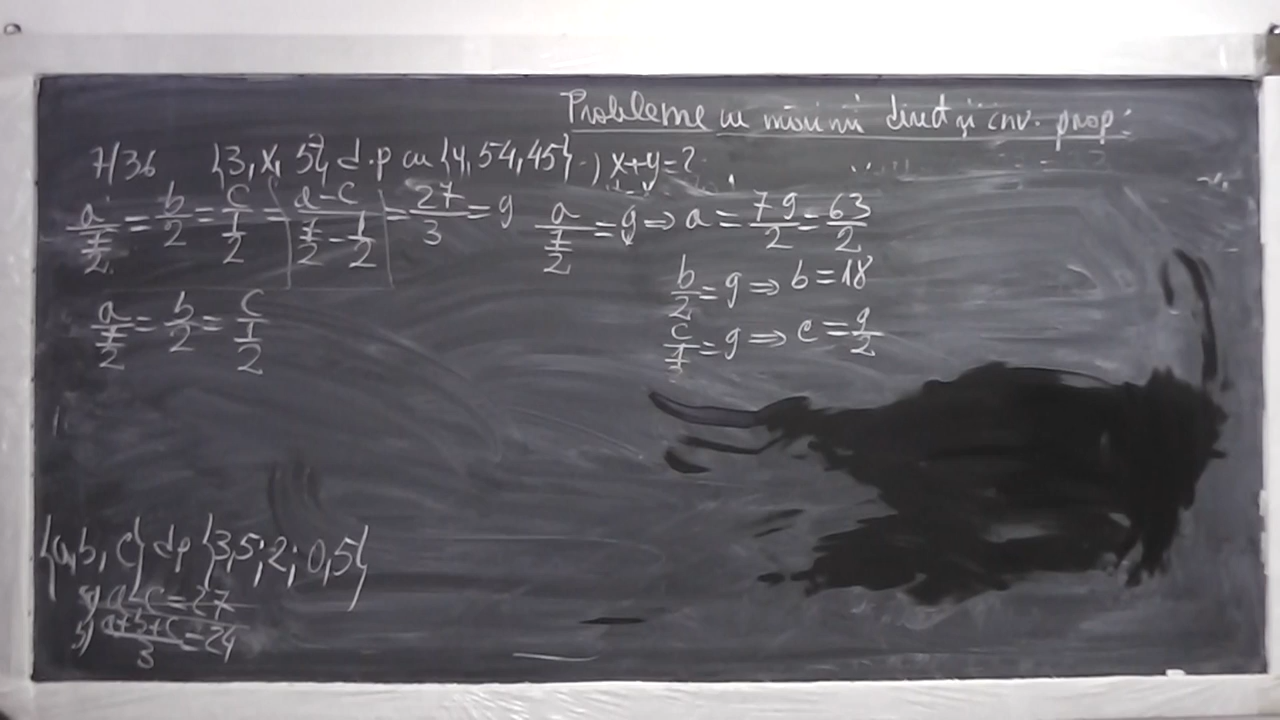 Probleme cu mărimi direct și inv. prop:
7/36 {3, x, 5} d.p cu {y, 54, 45} x+y=?
a/(7/2) = b/2 = c/(1/2) = (a-c)/(7/2 - 1/2) = 27/3 = 9 a/(7/2) = 9 ⇒ a = 7·9/2 = 63/2
b/2 = 9 ⇒ b = 18
a/(7/2) = b/2 = c/(1/2)
c/(1/2) = 9 ⇒ c = 9/2
{a, b, c} dp {3,5; 2; 0,5}
a-c=27
b) (a+b+c)/3 = 24